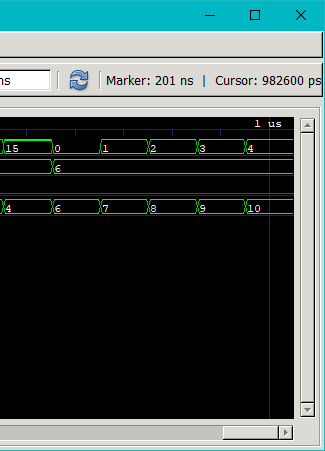 ns Marker: 201 ns | Cursor: 982600 ps
1 us
15 0 1 2 3 4
6
4 6 7 8 9 10